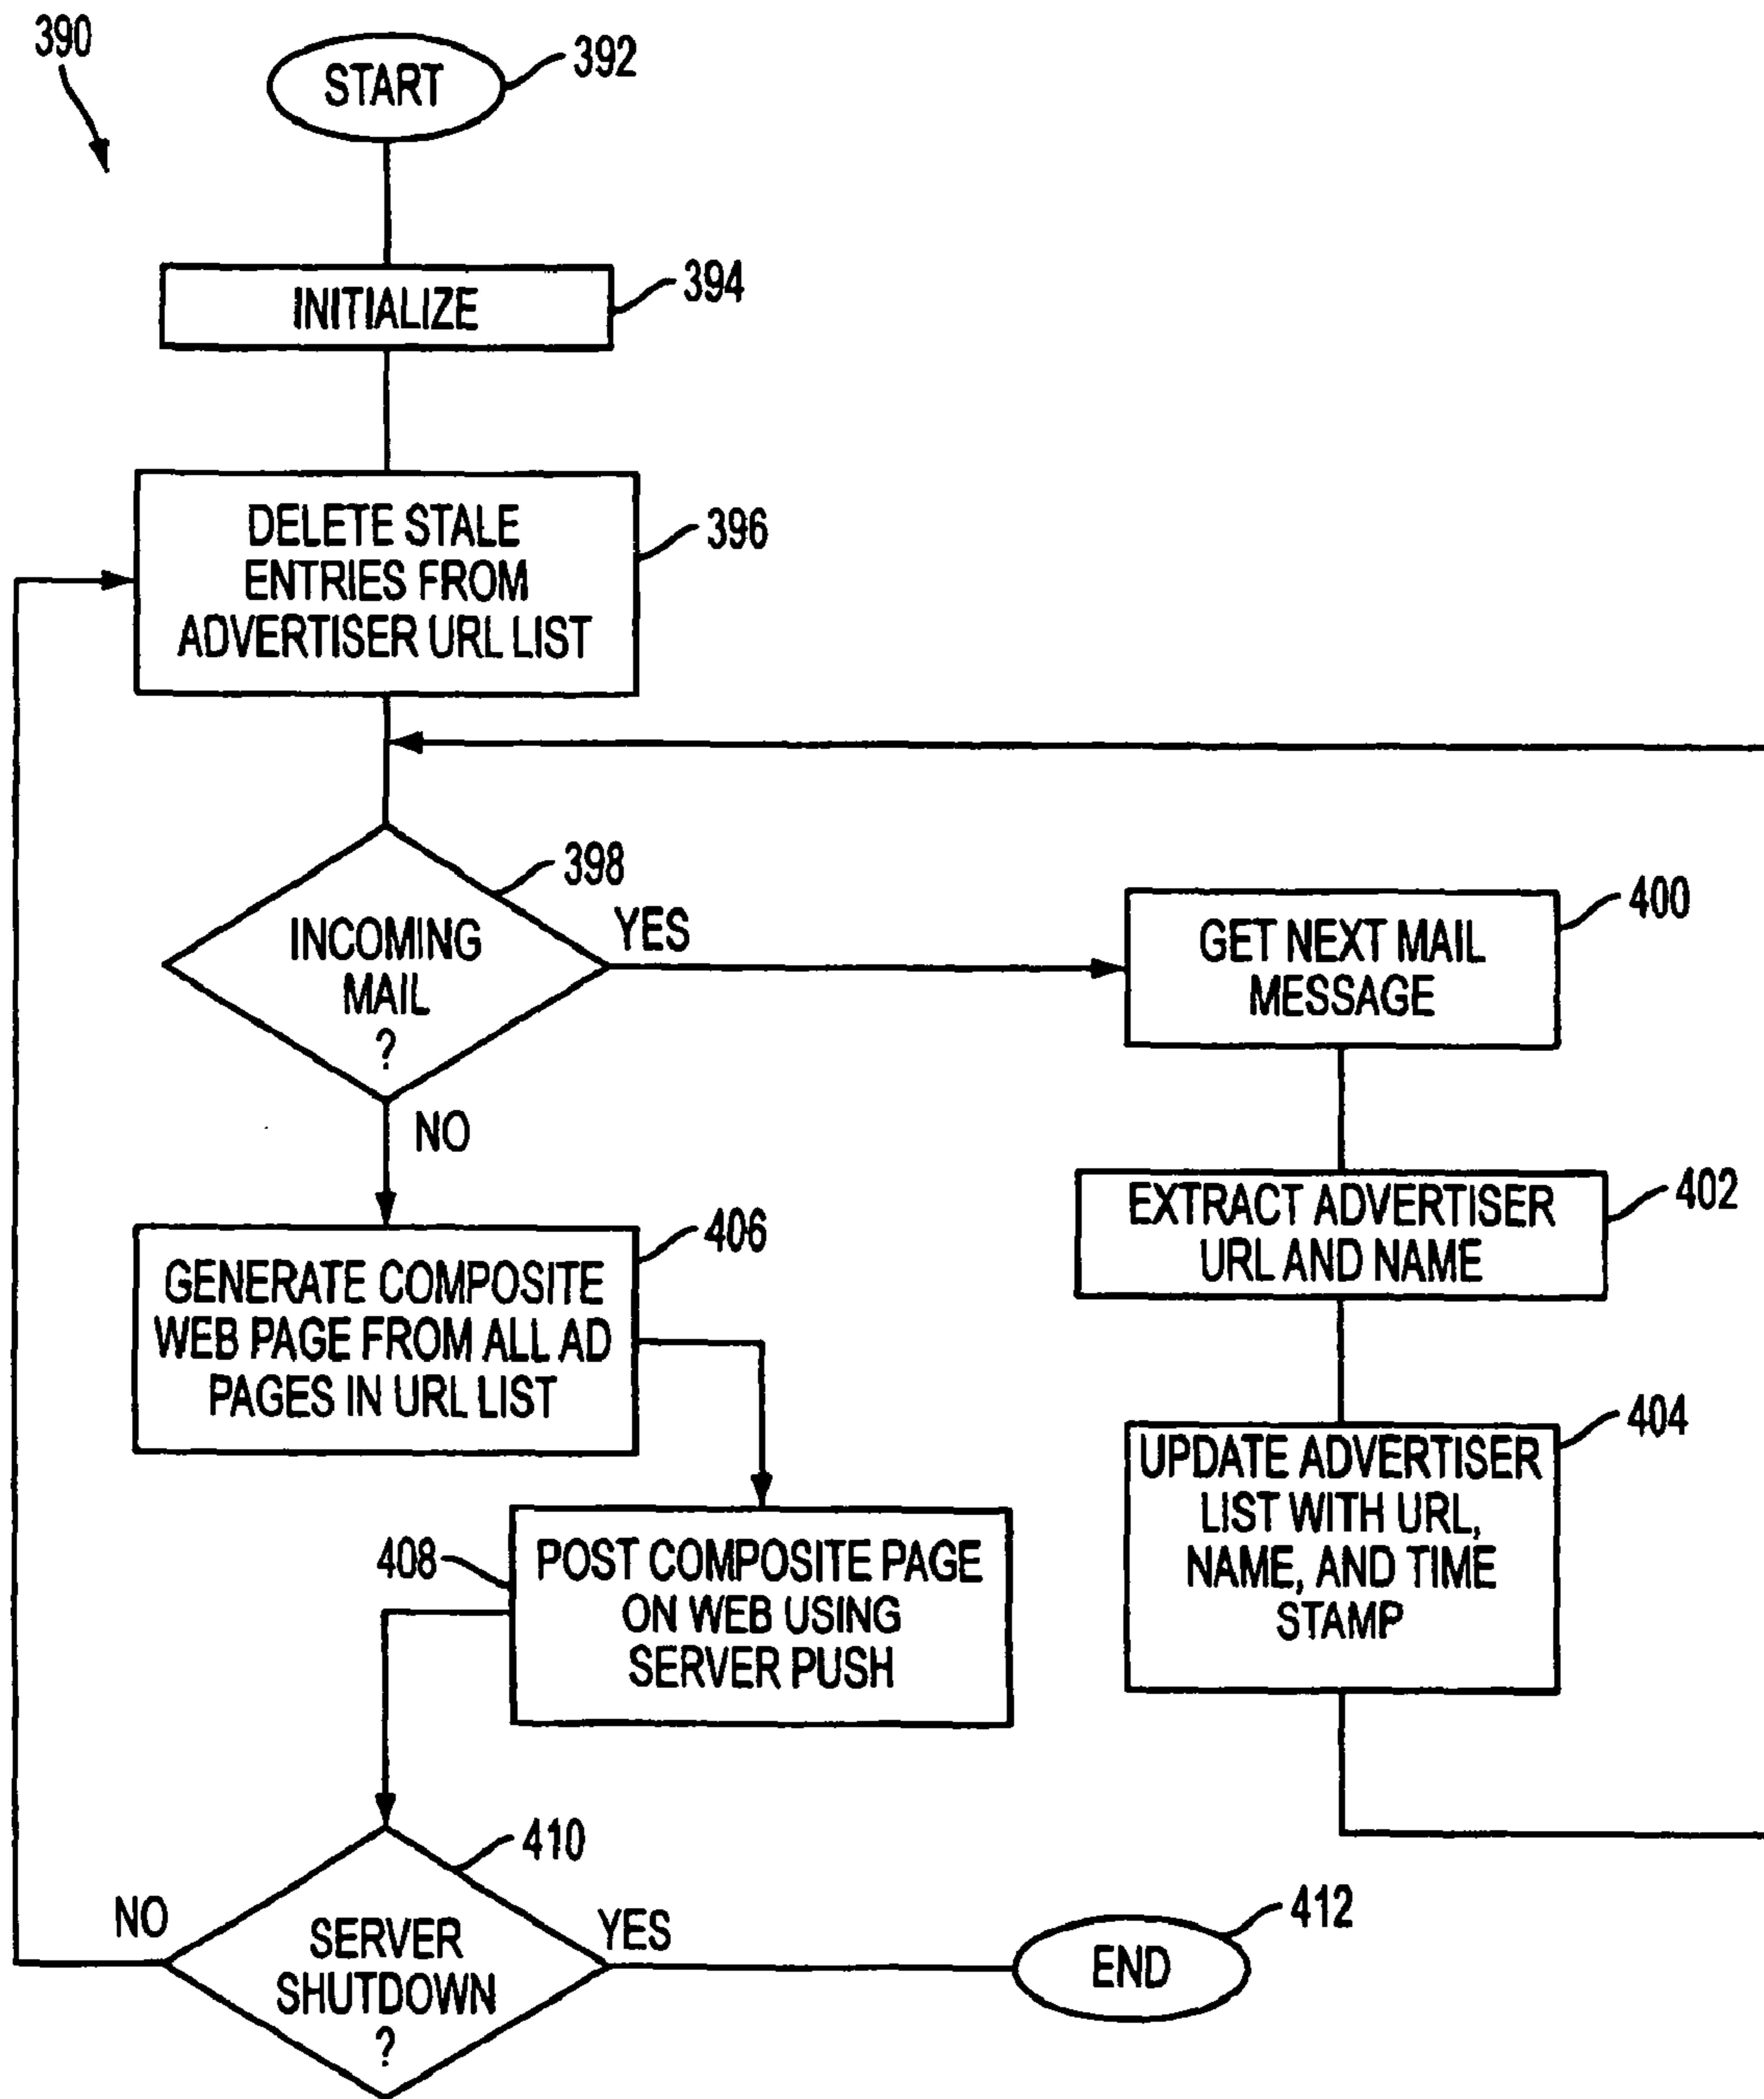 390
START
392
INITIALIZE
394
DELETE STALE
ENTRIES FROM
ADVERTISER URL LIST
396
INCOMING
MAIL
?
398
YES
NO
GET NEXT MAIL
MESSAGE
400
EXTRACT ADVERTISER
URL AND NAME
402
UPDATE ADVERTISER
LIST WITH URL,
NAME, AND TIME
STAMP
404
GENERATE COMPOSITE
WEB PAGE FROM ALL AD
PAGES IN URL LIST
406
408
POST COMPOSITE PAGE
ON WEB USING
SERVER PUSH
410
SERVER
SHUTDOWN
?
NO
YES
END
412